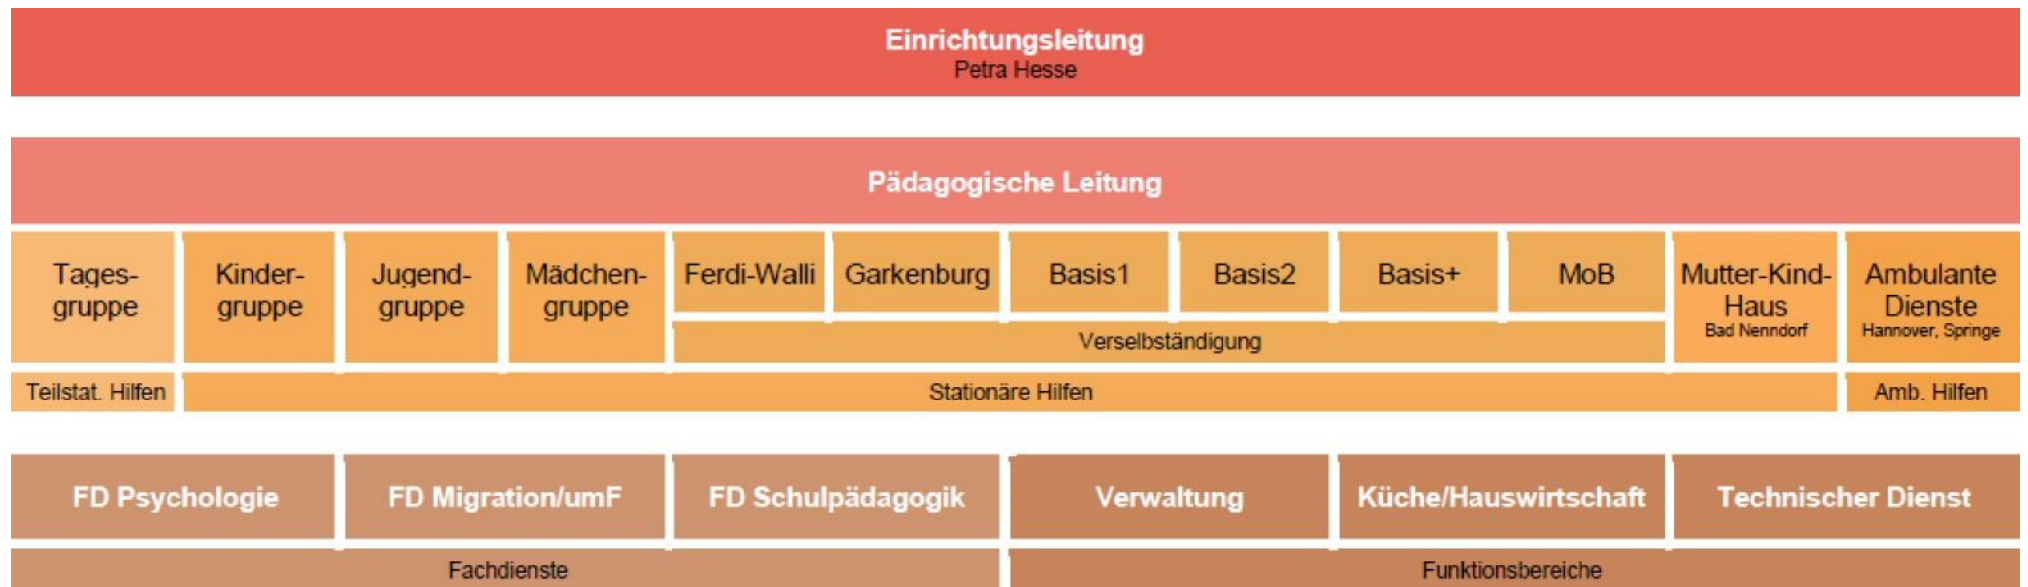 Einrichtungsleitung
Petra Hesse
Pädagogische Leitung
Tages-
gruppe
Kinder-
gruppe
Jugend-
gruppe
Mädchen-
gruppe
Ferdi-Walli
Garkenburg
Basis1
Basis2
Basis+
MoB
Verselbständigung
Mutter-Kind-
Haus
Bad Nenndorf
Ambulante
Dienste
Hannover, Springe
Teilstat. Hilfen
Stationäre Hilfen
Amb. Hilfen
FD Psychologie
FD Migration/umF
FD Schulpädagogik
Verwaltung
Küche/Hauswirtschaft
Technischer Dienst
Fachdienste
Funktionsbereiche